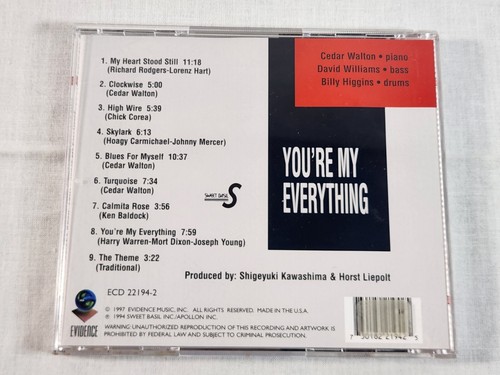 1. My Heart Stood Still 11:18
(Richard Rodgers-Lorenz Hart)
2. Clockwise 5:00
(Cedar Walton)
3. High Wire 5:39
(Chick Corea)
4. Skylark 6:13
(Hoagy Carmichael-Johnny Mercer)
5. Blues For Myself 10:37
(Cedar Walton)
6. Turquoise 7:34
(Cedar Walton)
7. Calmita Rose 3:56
(Ken Baldock)
8. You're My Everything 7:59
(Harry Warren-Mort Dixon-Joseph Young)
9. The Theme 3:22
(Traditional)
Cedar Walton • piano
David Williams • bass
Billy Higgins • drums
YOU'RE MY
EVERYTHING
SWEET BASIL
S
Produced by: Shigeyuki Kawashima & Horst Liepolt
ECD 22194-2
EVIDENCE
© 1997 EVIDENCE MUSIC, INC. ALL RIGHTS RESERVED. MADE IN THE U.S.A.
℗ 1994 SWEET BASIL INC/APOLLON INC.
WARNING: UNAUTHORIZED REPRODUCTION OF THIS RECORDING AND ARTWORK IS
PROHIBITED BY FEDERAL LAW AND SUBJECT TO CRIMINAL PROSECUTION.
7 30182 21942 5